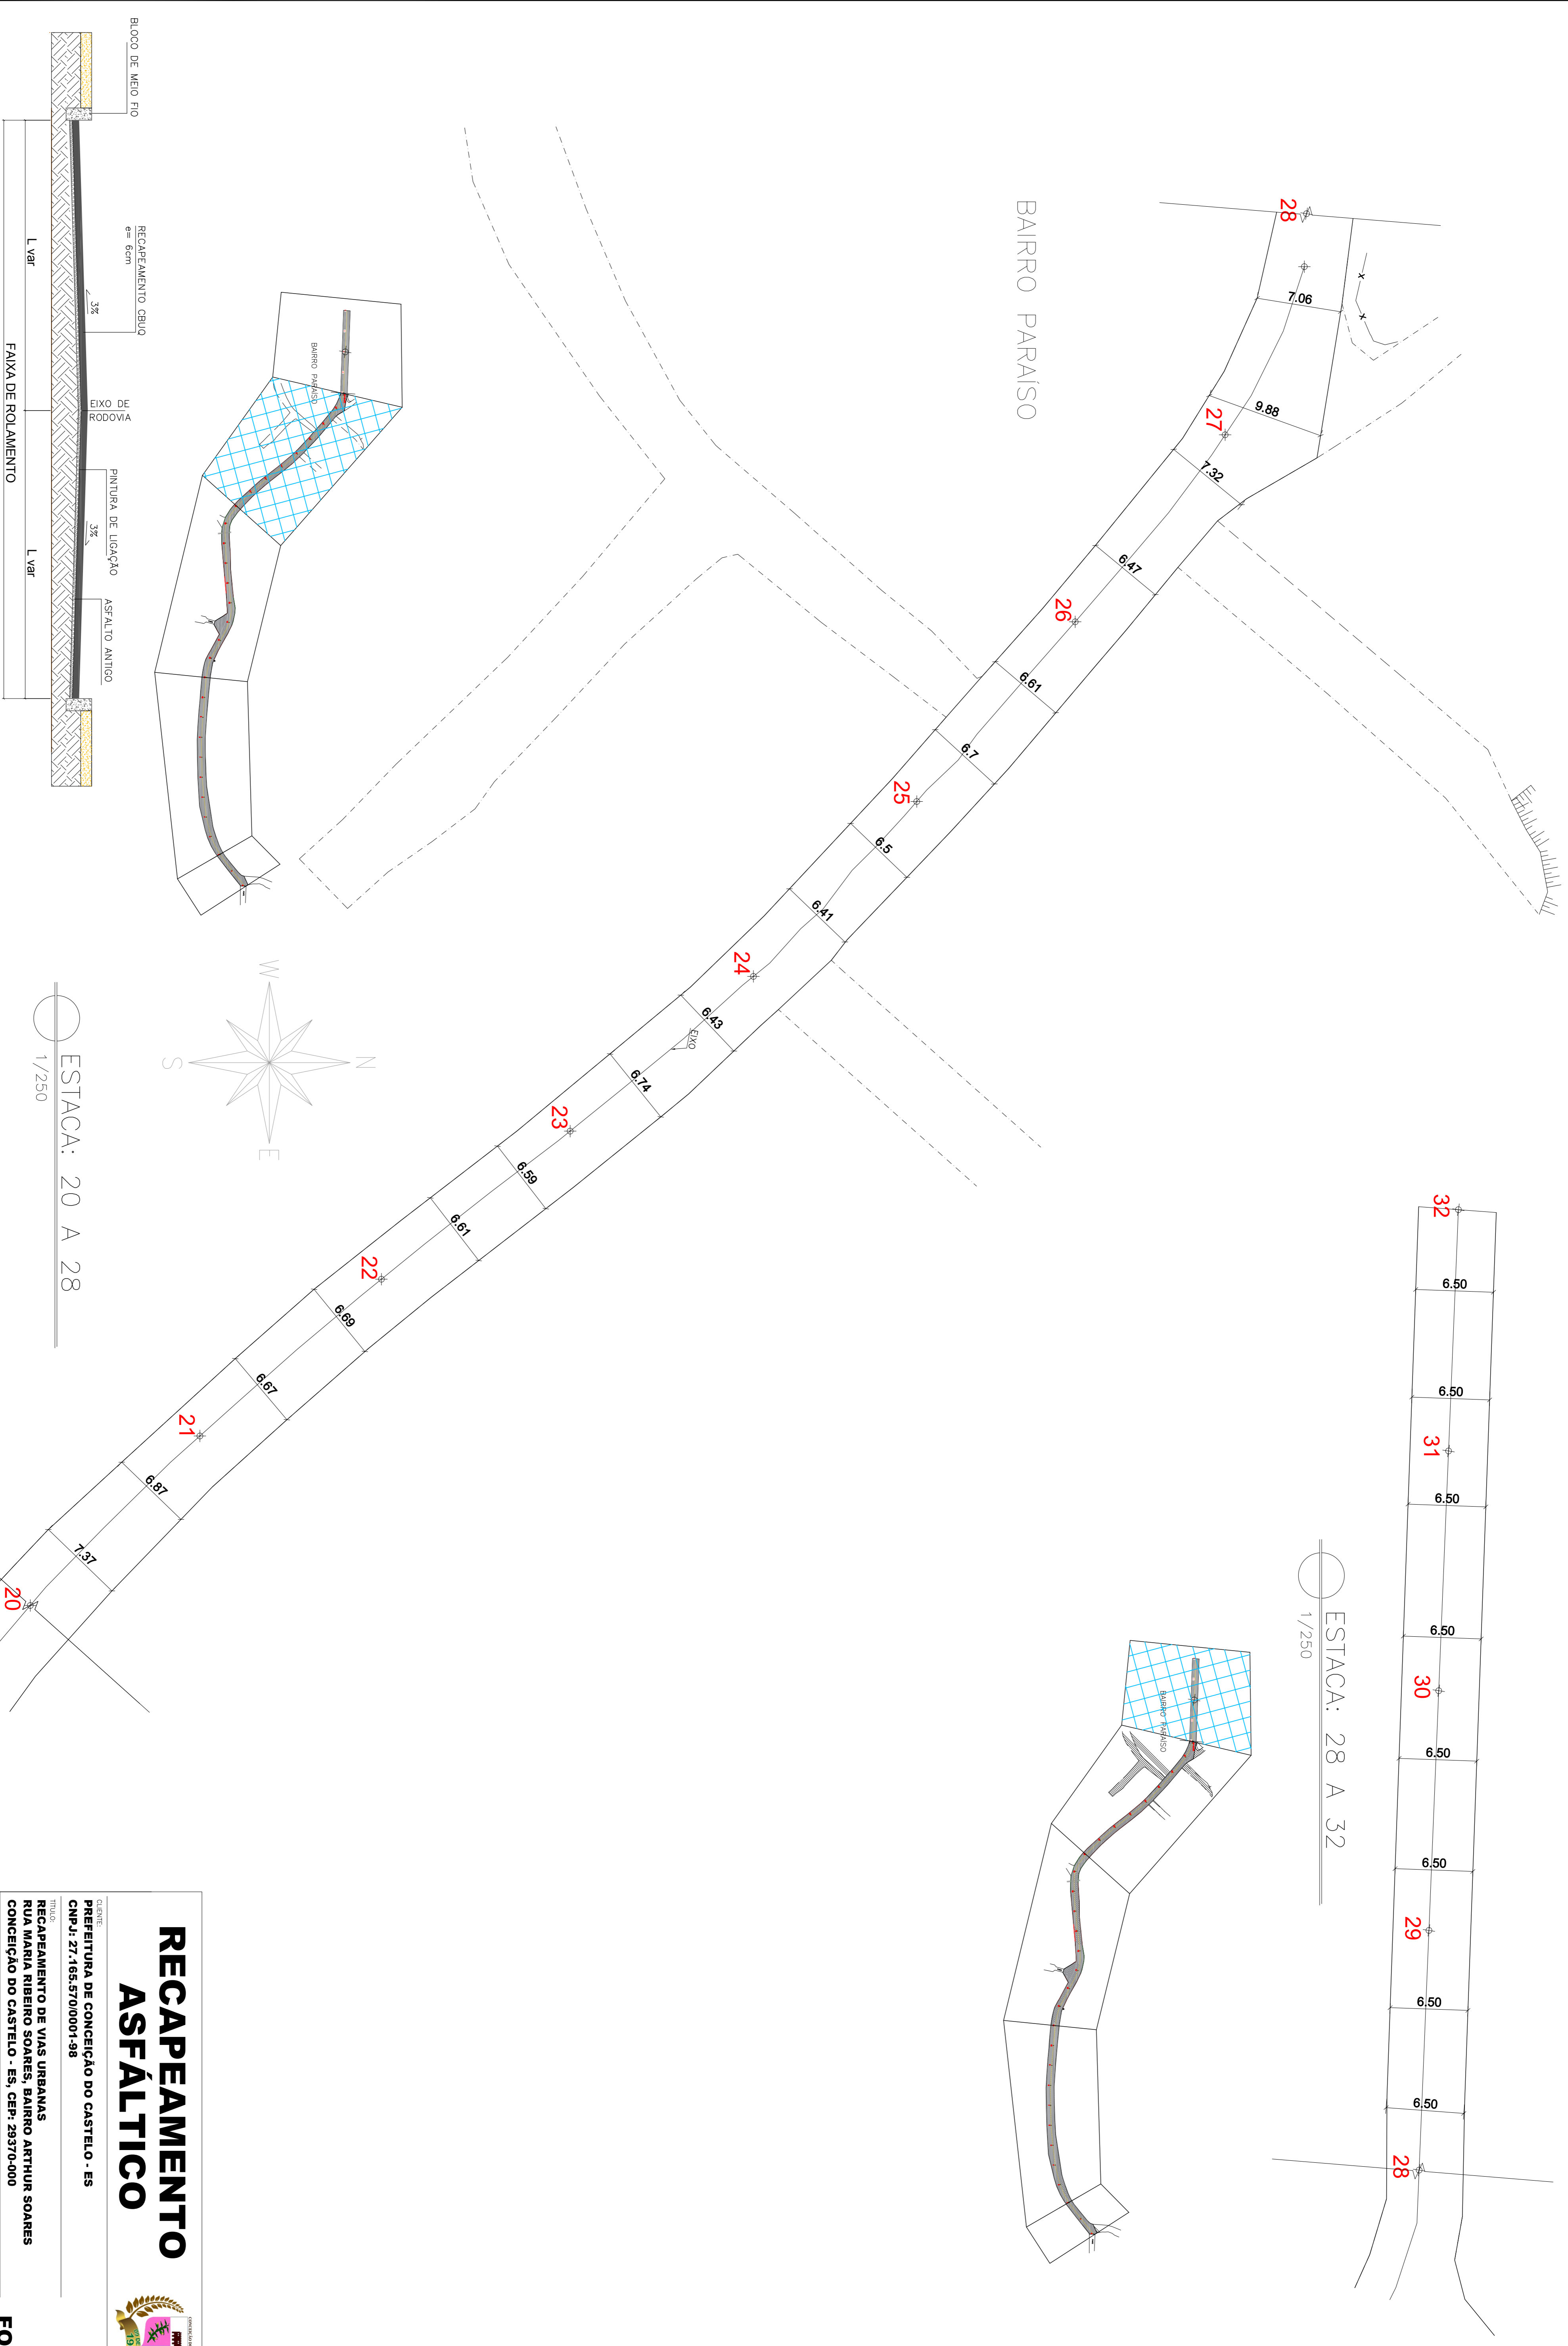 BAIRRO PARAÍSO
28
7.06
9.88
27
7.32
6.47
26
6.61
6.7
25
6.5
6.41
24
6.43
EIXO
6.74
23
6.59
6.61
22
6.69
6.67
21
6.87
7.37
20
x
x
32
6.50
6.50
31
6.50
6.50
30
6.50
6.50
29
6.50
6.50
28
ESTACA: 28 A 32
1/250
BAIRRO PARAÍSO
BAIRRO PARAÍSO
N
W
E
S
ESTACA: 20 A 28
1/250
BLOCO DE MEIO FIO
RECAPEAMENTO CBUQ
e= 6cm
3%
EIXO DE
RODOVIA
PINTURA DE LIGAÇÃO
3%
ASFALTO ANTIGO
L var
L var
FAIXA DE ROLAMENTO
RECAPEAMENTO
ASFÁLTICO
CLIENTE:
PREFEITURA DE CONCEIÇÃO DO CASTELO - ES
CNPJ: 27.165.570/0001-98
TÍTULO:
RECAPEAMENTO DE VIAS URBANAS
RUA MARIA RIBEIRO SOARES, BAIRRO ARTHUR SOARES
CONCEIÇÃO DO CASTELO - ES, CEP: 29370-000
FO